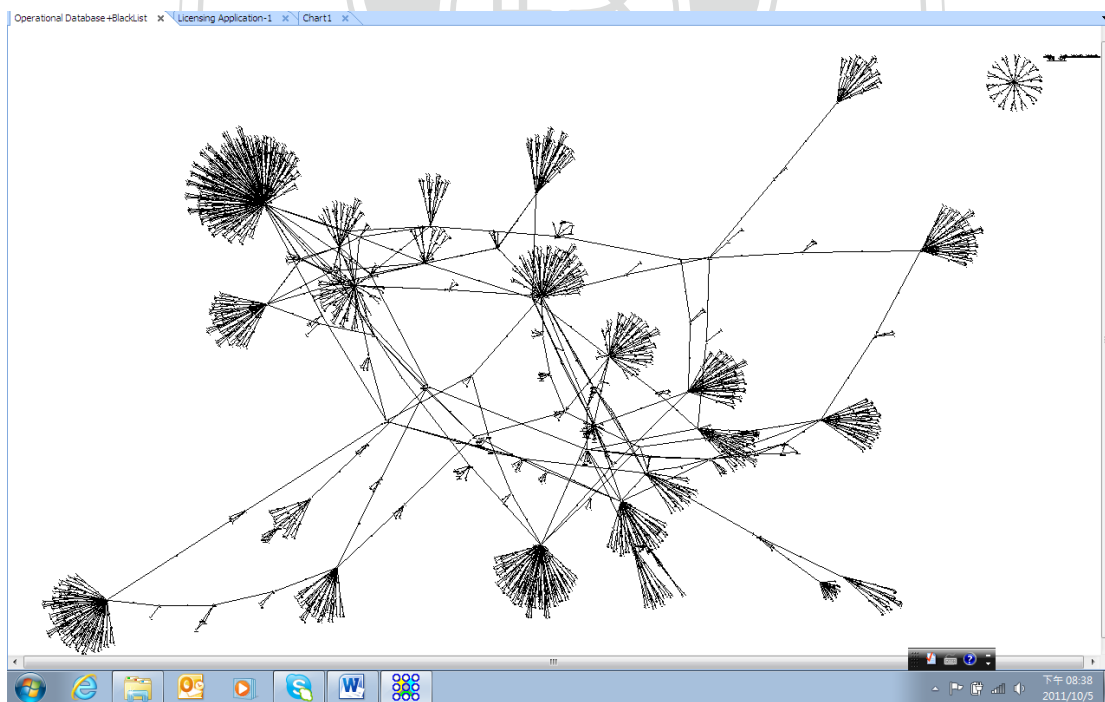 Operational Database+BlackList
Licensing Application-1
Chart1
下午 08:38
2011/10/5